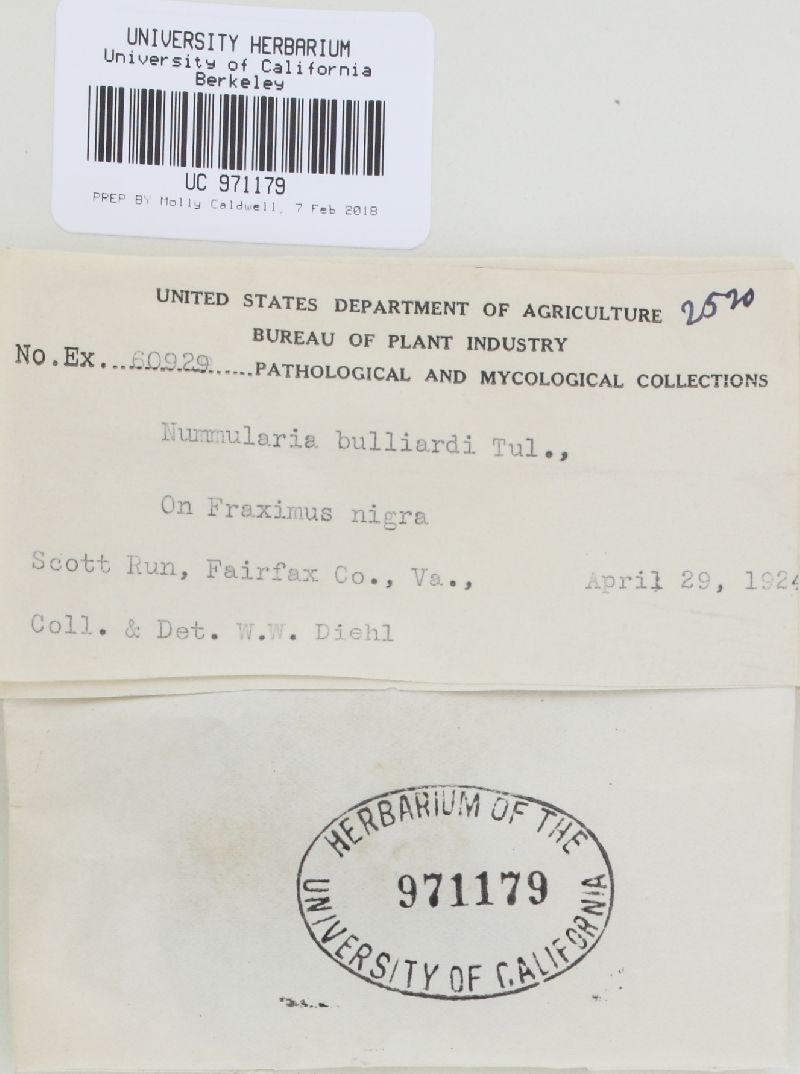 UNIVERSITY HERBARIUM
University of California
Berkeley
UC 971179
PREP BY Molly Caldwell, 7 Feb 2018
UNITED STATES DEPARTMENT OF AGRICULTURE 2520
BUREAU OF PLANT INDUSTRY
No.Ex...60929.....PATHOLOGICAL AND MYCOLOGICAL COLLECTIONS
Nummularia bulliardi Tul.,
On Fraximus nigra
Scott Run, Fairfax Co., Va., April 29, 1924
Coll. & Det. W.W. Diehl
HERBARIUM OF THE
971179
UNIVERSITY OF CALIFORNIA